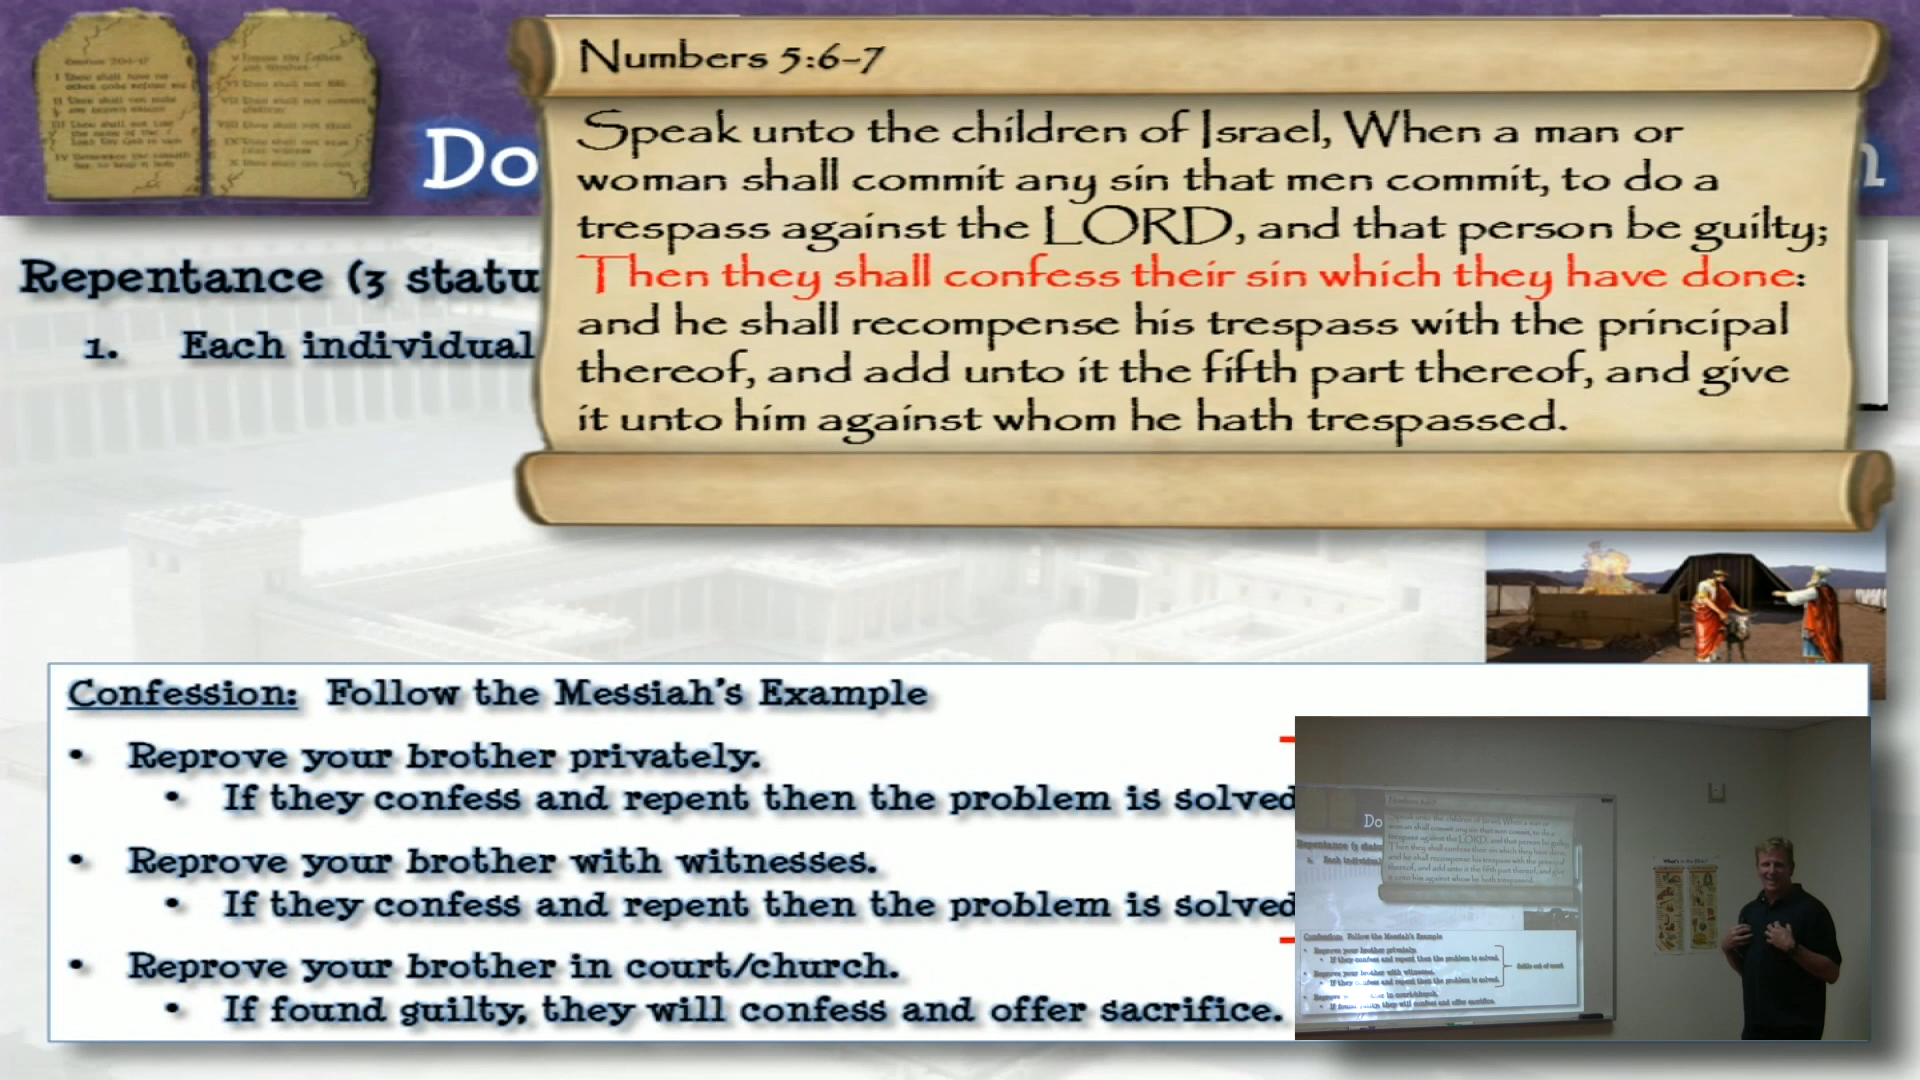 Numbers 5:6-7
Speak unto the children of Israel, When a man or
woman shall commit any sin that men commit, to do a
trespass against the LORD, and that person be guilty;
Then they shall confess their sin which they have done:
and he shall recompense his trespass with the principal
thereof, and add unto it the fifth part thereof, and give
it unto him against whom he hath trespassed.
Do
Repentance (3 statu
1. Each individual
Confession: Follow the Messiah's Example
• Reprove your brother privately.
• If they confess and repent then the problem is solved
• Reprove your brother with witnesses.
• If they confess and repent then the problem is solved
• Reprove your brother in court/church.
• If found guilty, they will confess and offer sacrifice.